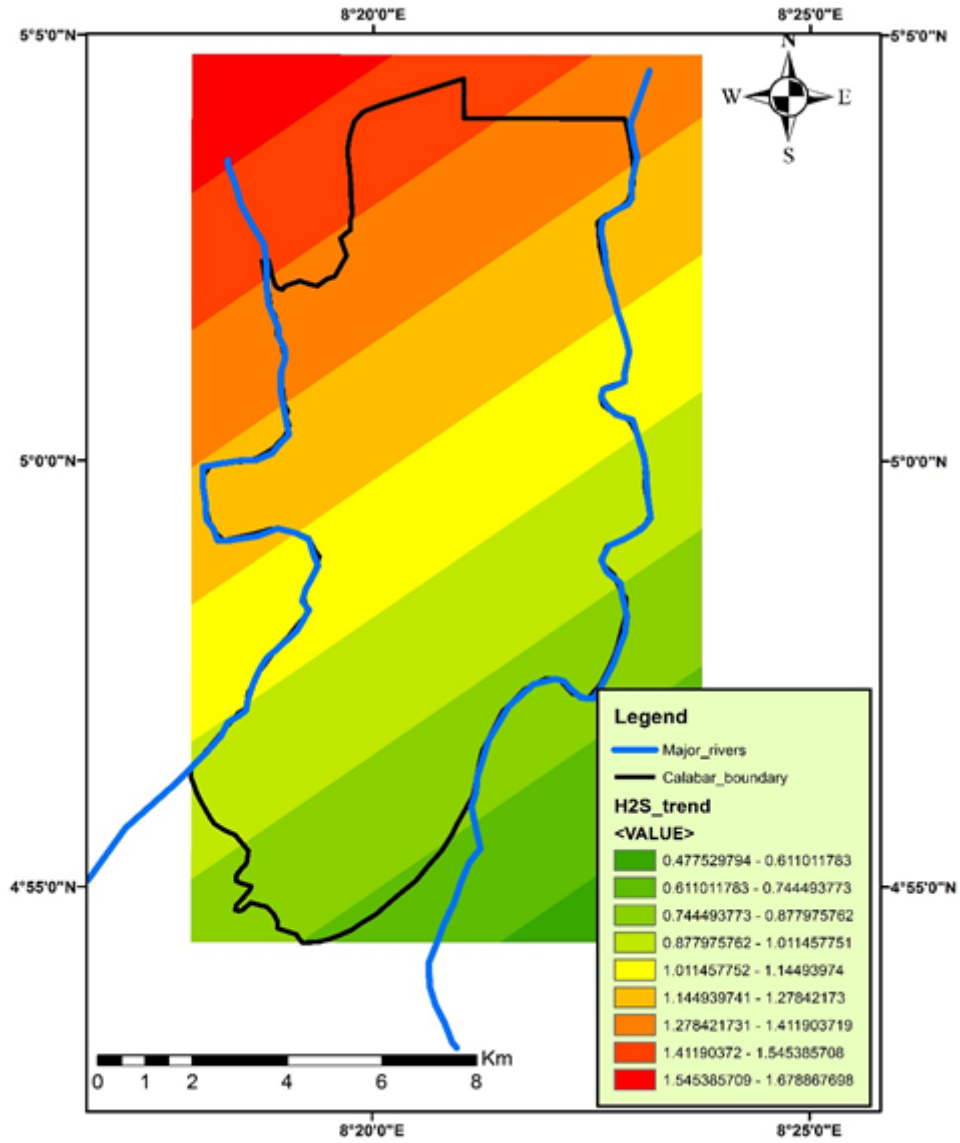 8°20'0"E 8°25'0"E
5°5'0"N 5°5'0"N
N
W E
S
5°0'0"N 5°0'0"N
Legend
Major_rivers
Calabar_boundary
H2S_trend
<VALUE>
0.477529794 - 0.611011783
0.611011783 - 0.744493773
0.744493773 - 0.877975762
0.877975762 - 1.011457751
1.011457752 - 1.14493974
1.144939741 - 1.27842173
1.278421731 - 1.411903719
1.41190372 - 1.545385708
1.545385709 - 1.678867698
4°55'0"N 4°55'0"N
Km
0 1 2 4 6 8
8°20'0"E 8°25'0"E